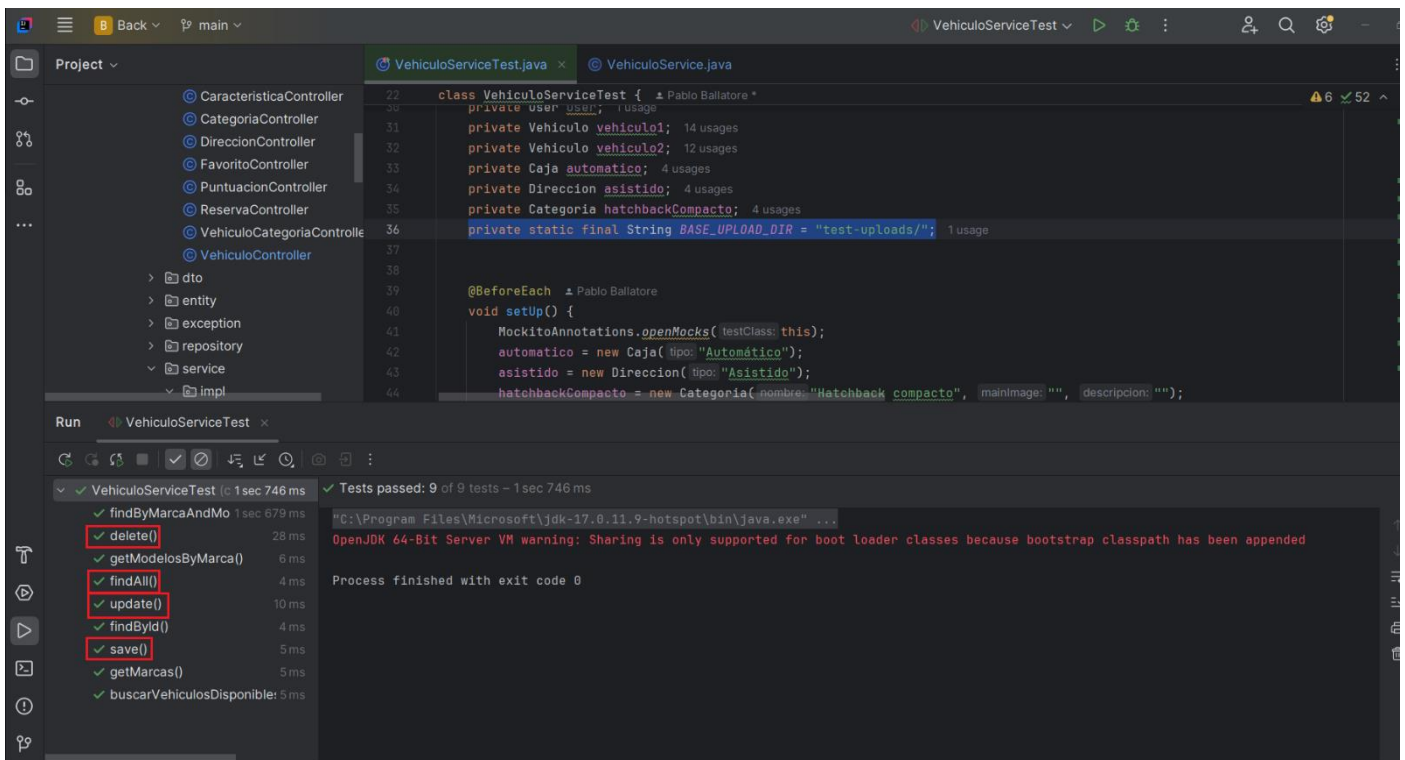 B Back main VehiculoServiceTest
Project
VehiculoServiceTest.java VehiculoService.java
CaracteristicaController
CategoriaController
DireccionController
FavoritoController
PuntuacionController
ReservaController
VehiculoCategoriaControlle
VehiculoController
dto
entity
exception
repository
service
impl
22 class VehiculoServiceTest { Pablo Ballatore *
6 52
30 private User user; 1 usage
31 private Vehiculo vehiculo1; 14 usages
32 private Vehiculo vehiculo2; 12 usages
33 private Caja automatico; 4 usages
34 private Direccion asistido; 4 usages
35 private Categoria hatchbackCompacto; 4 usages
36 private static final String BASE_UPLOAD_DIR = "test-uploads/"; 1 usage
37
38
39 @BeforeEach Pablo Ballatore
40 void setUp() {
41 MockitoAnnotations.openMocks( testClass: this);
42 automatico = new Caja( tipo: "Automático");
43 asistido = new Direccion( tipo: "Asistido");
44 hatchbackCompacto = new Categoria( nombre: "Hatchback compacto", mainImage: "", descripcion: "");
Run VehiculoServiceTest
VehiculoServiceTest (c 1 sec 746 ms
findByMarcaAndMo 1 sec 679 ms
delete() 28 ms
getModelosByMarca() 6 ms
findAll() 4 ms
update() 10 ms
findById() 4 ms
save() 5 ms
getMarcas() 5 ms
buscarVehiculosDisponible: 5 ms
Tests passed: 9 of 9 tests – 1 sec 746 ms
"C:\Program Files\Microsoft\jdk-17.0.11.9-hotspot\bin\java.exe" ...
OpenJDK 64-Bit Server VM warning: Sharing is only supported for boot loader classes because bootstrap classpath has been appended
Process finished with exit code 0